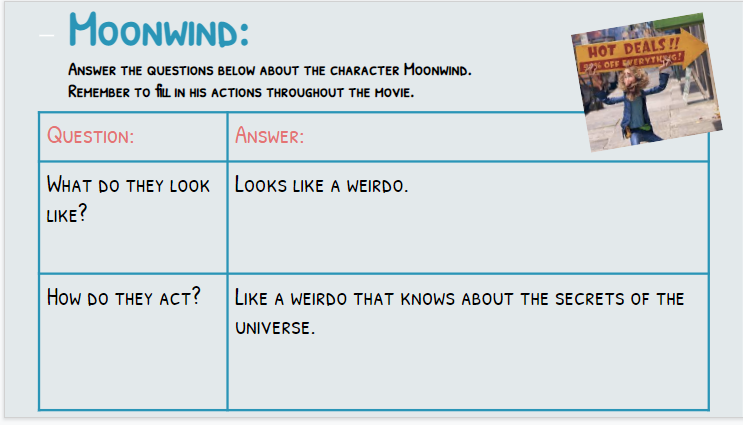 Moonwind:
Answer the questions below about the character Moonwind.
Remember to fill in his actions throughout the movie.
HOT DEALS!!
50% OFF EVERYTHING!
Question:
Answer:
What do they look
like?
Looks like a weirdo.
How do they act?
Like a weirdo that knows about the secrets of the
universe.